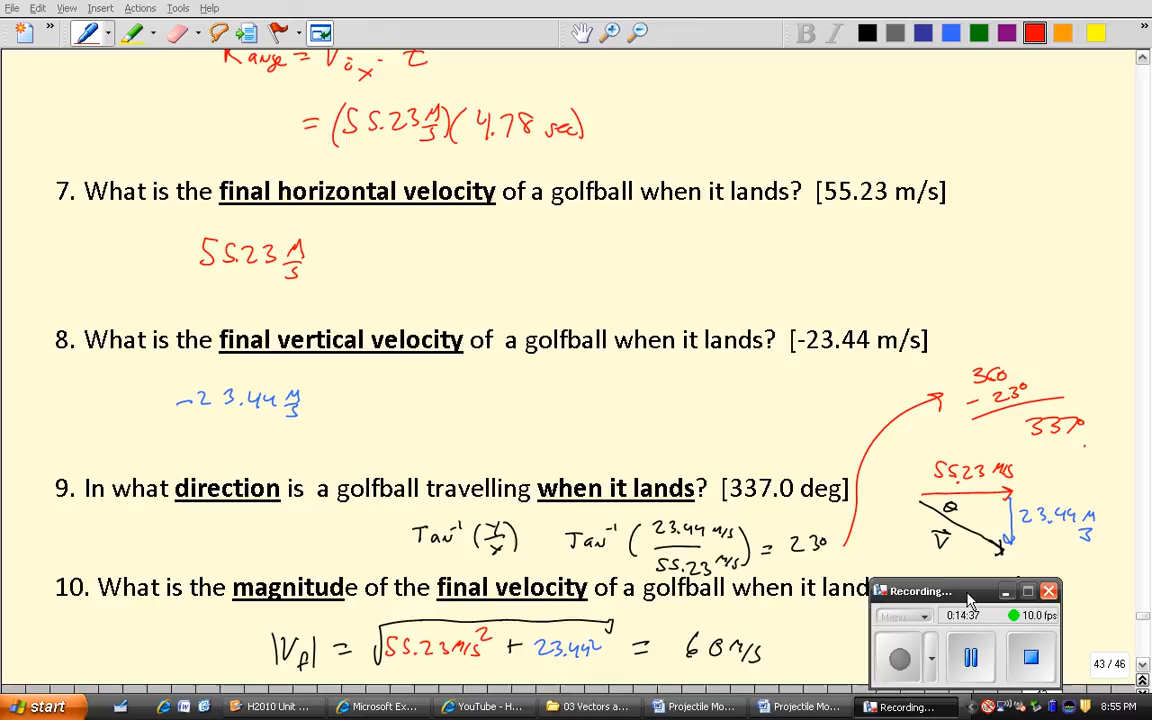 File Edit View Insert Actions Tools Help
Range = Vix · t
= (55.23 M/S)( 4.78 sec)
7. What is the final horizontal velocity of a golfball when it lands? [55.23 m/s]
55.23 M/S
8. What is the final vertical velocity of a golfball when it lands? [-23.44 m/s]
-23.44 M/S
360
- 23°
337°
55.23 M/S
θ
23.44 M/S
V
9. In what direction is a golfball travelling when it lands? [337.0 deg]
Tan⁻¹ (Y/X) Tan⁻¹ ( 23.44 M/S / 55.23 M/S ) = 23°
10. What is the magnitude of the final velocity of a golfball when it land
|Vf| = √55.23M/S² + 23.44² = 60 M/S
Recording...
Menu
0:14:37
10.0 fps
43 / 46
start
H2010 Unit ...
Microsoft Exc...
YouTube - H...
03 Vectors a...
Projectile Mo...
Projectile Mo...
Recording...
8:55 PM